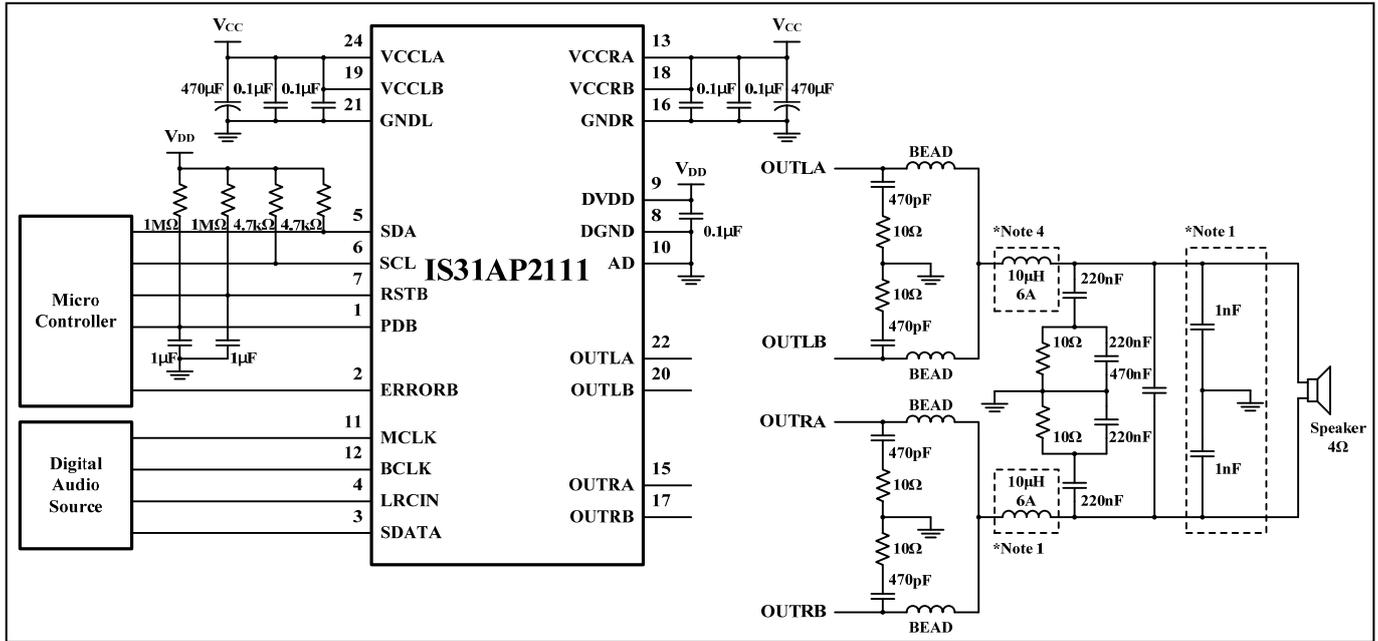 VCC
24
VCCLA
19
VCCLB
21
GNDL
470µF
0.1µF
0.1µF
VDD
1MΩ
1MΩ
4.7kΩ
4.7kΩ
5
SDA
6
SCL
7
RSTB
1
PDB
1µF
1µF
2
ERRORB
11
MCLK
12
BCLK
4
LRCIN
3
SDATA
Micro
Controller
Digital
Audio
Source
IS31AP2111
VCC
13
VCCRA
18
VCCRB
16
GNDR
0.1µF
0.1µF
470µF
VDD
9
DVDD
8
DGND
0.1µF
10
AD
22
OUTLA
20
OUTLB
15
OUTRA
17
OUTRB
OUTLA
BEAD
470pF
10Ω
10Ω
470pF
OUTLB
BEAD
OUTRA
BEAD
470pF
10Ω
10Ω
470pF
OUTRB
BEAD
*Note 4
10µH
6A
220nF
10Ω
220nF
470nF
10Ω
220nF
10µH
6A
220nF
*Note 1
*Note 1
1nF
1nF
Speaker
4Ω